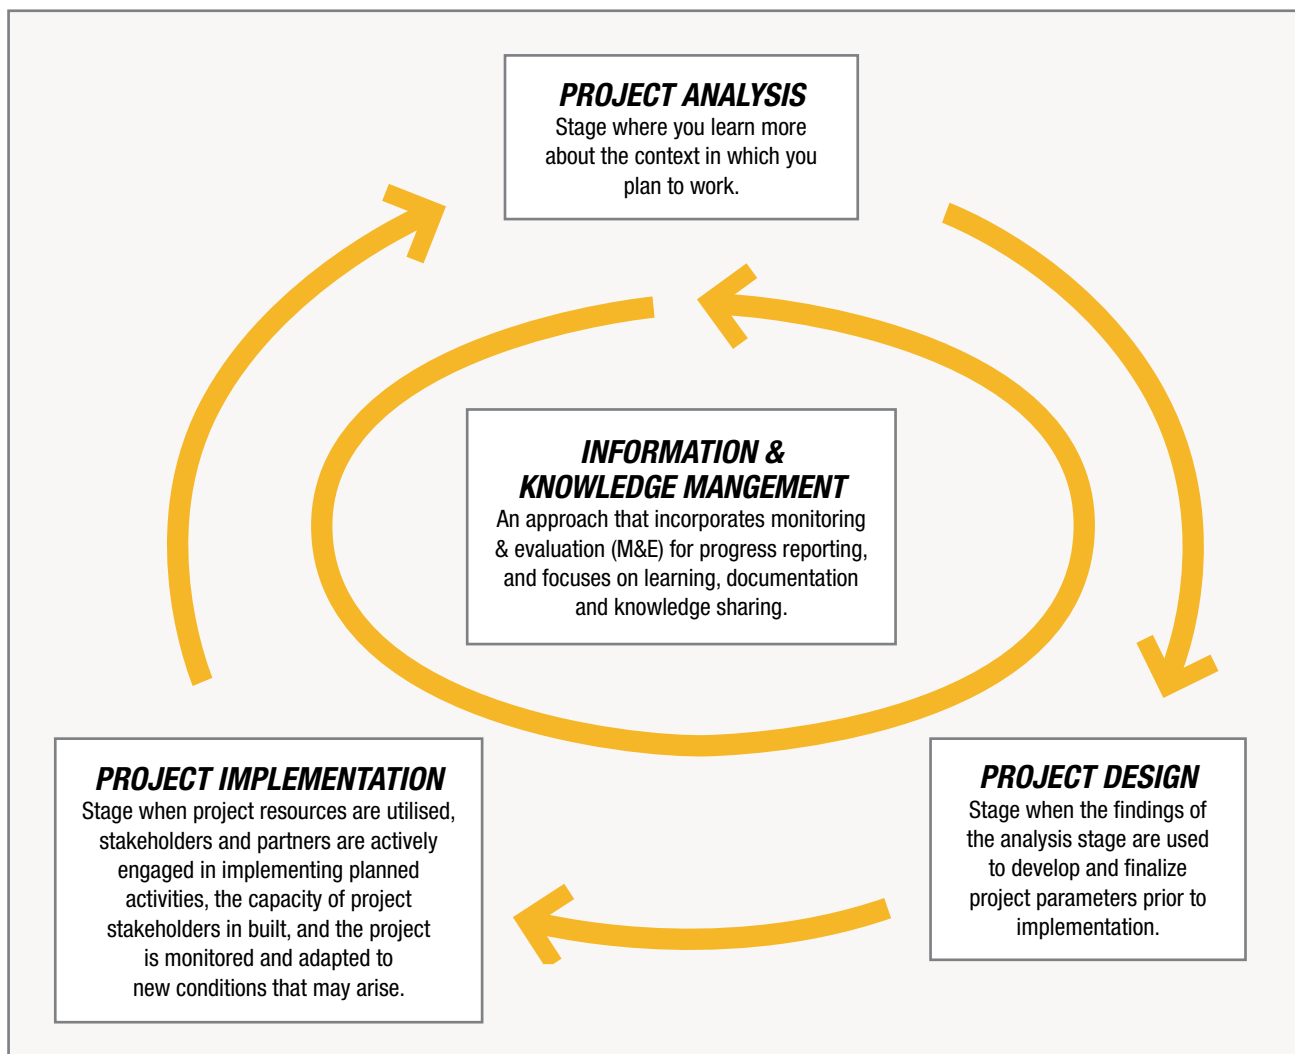 PROJECT ANALYSIS
Stage where you learn more
about the context in which you
plan to work.
INFORMATION &
KNOWLEDGE MANGEMENT
An approach that incorporates monitoring
& evaluation (M&E) for progress reporting,
and focuses on learning, documentation
and knowledge sharing.
PROJECT IMPLEMENTATION
Stage when project resources are utilised,
stakeholders and partners are actively
engaged in implementing planned
activities, the capacity of project
stakeholders in built, and the project
is monitored and adapted to
new conditions that may arise.
PROJECT DESIGN
Stage when the findings of
the analysis stage are used
to develop and finalize
project parameters prior to
implementation.